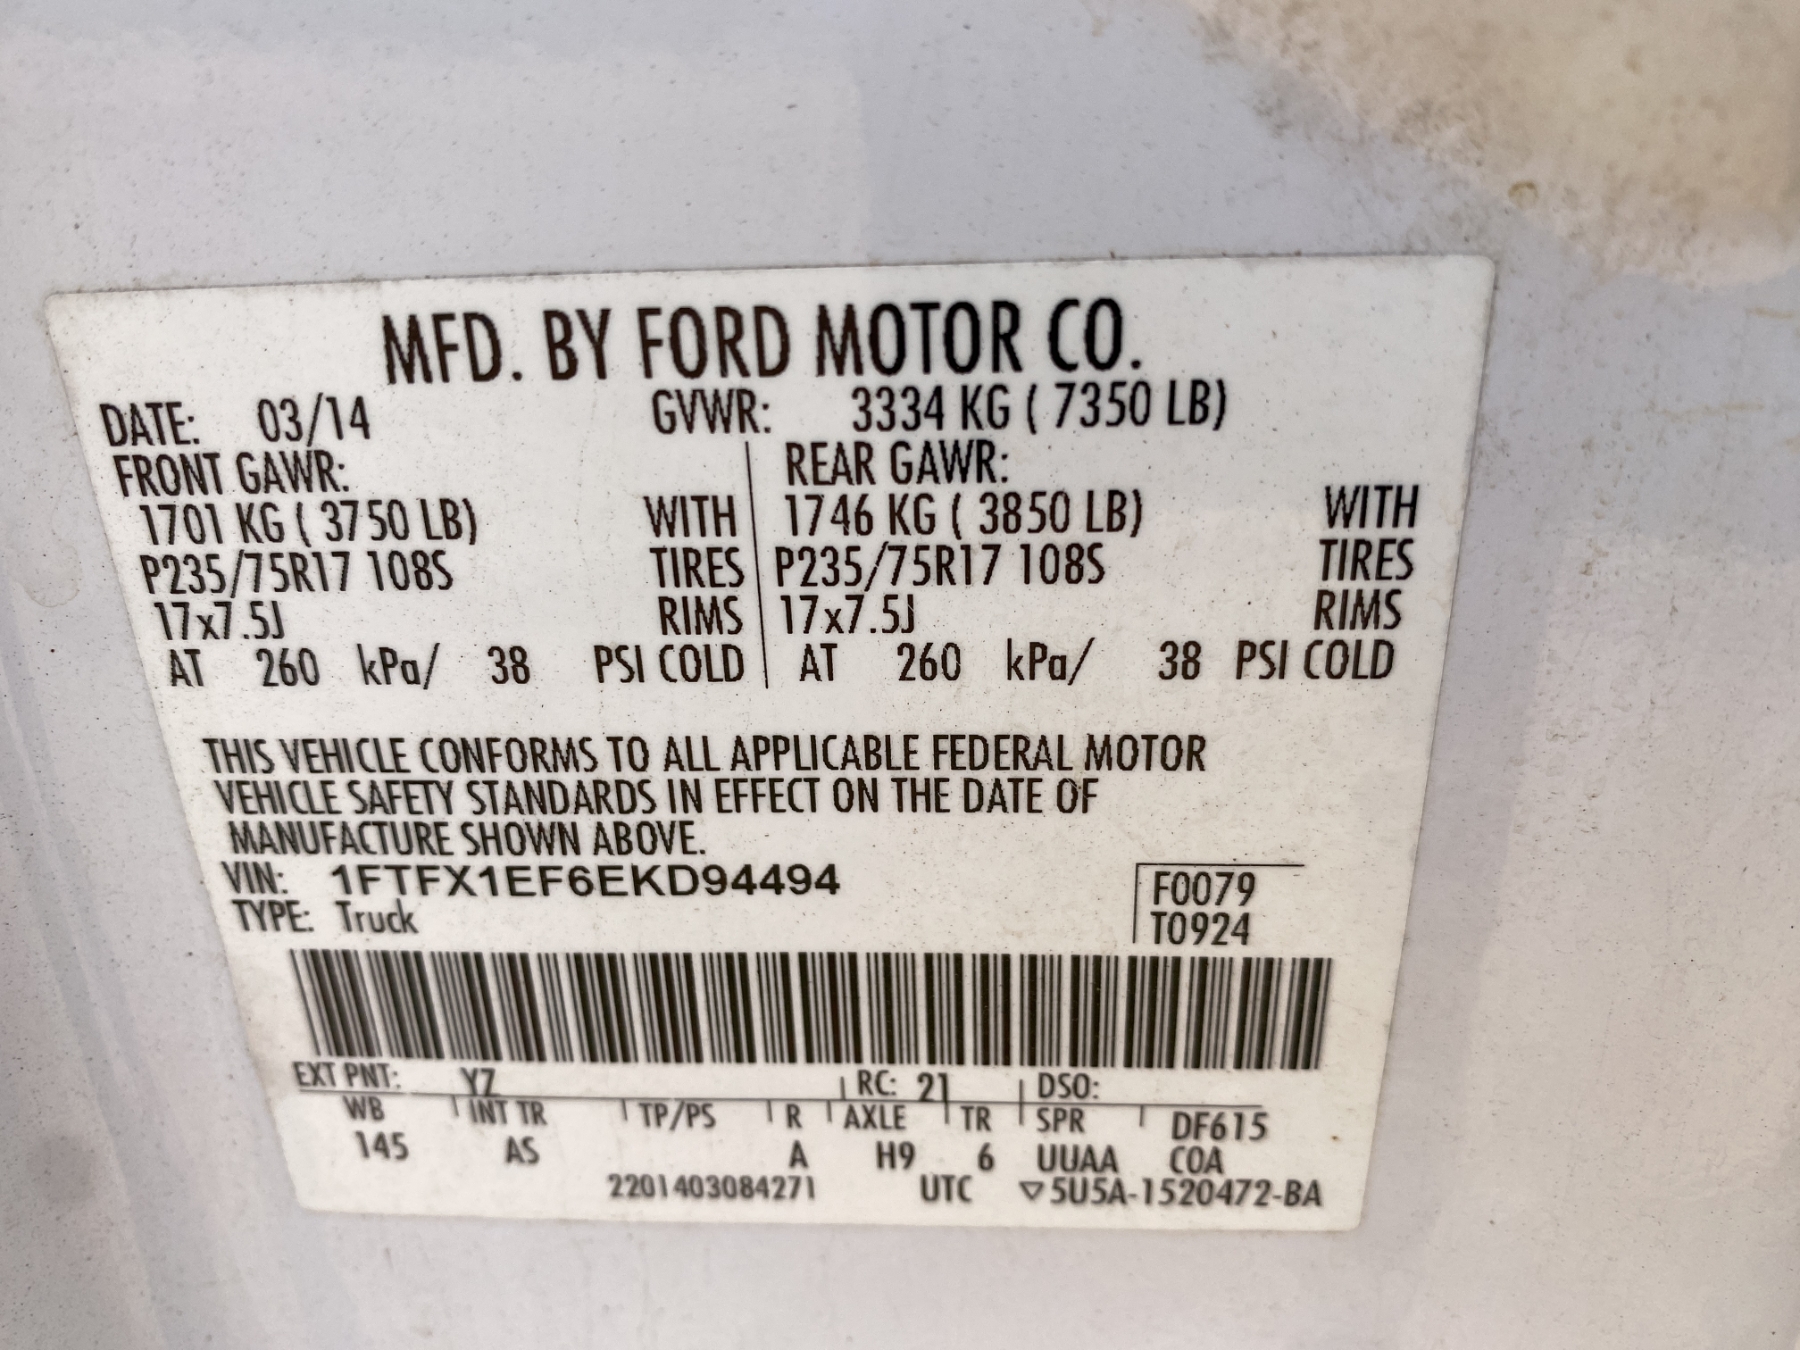 MFD. BY FORD MOTOR CO.
DATE: 03/14 GVWR: 3334 KG ( 7350 LB)
FRONT GAWR: REAR GAWR:
1701 KG ( 3750 LB) WITH 1746 KG ( 3850 LB) WITH
P235/75R17 108S TIRES P235/75R17 108S TIRES
17x7.5J RIMS 17x7.5J RIMS
AT 260 kPa/ 38 PSI COLD AT 260 kPa/ 38 PSI COLD
THIS VEHICLE CONFORMS TO ALL APPLICABLE FEDERAL MOTOR
VEHICLE SAFETY STANDARDS IN EFFECT ON THE DATE OF
MANUFACTURE SHOWN ABOVE.
VIN: 1FTFX1EF6EKD94494 F0079
TYPE: Truck T0924
EXT PNT: YZ RC: 21 DSO:
WB INT TR TP/PS R AXLE TR SPR DF615
145 AS A H9 6 UUAA COA
2201403084271 UTC ▽5U5A-1520472-BA